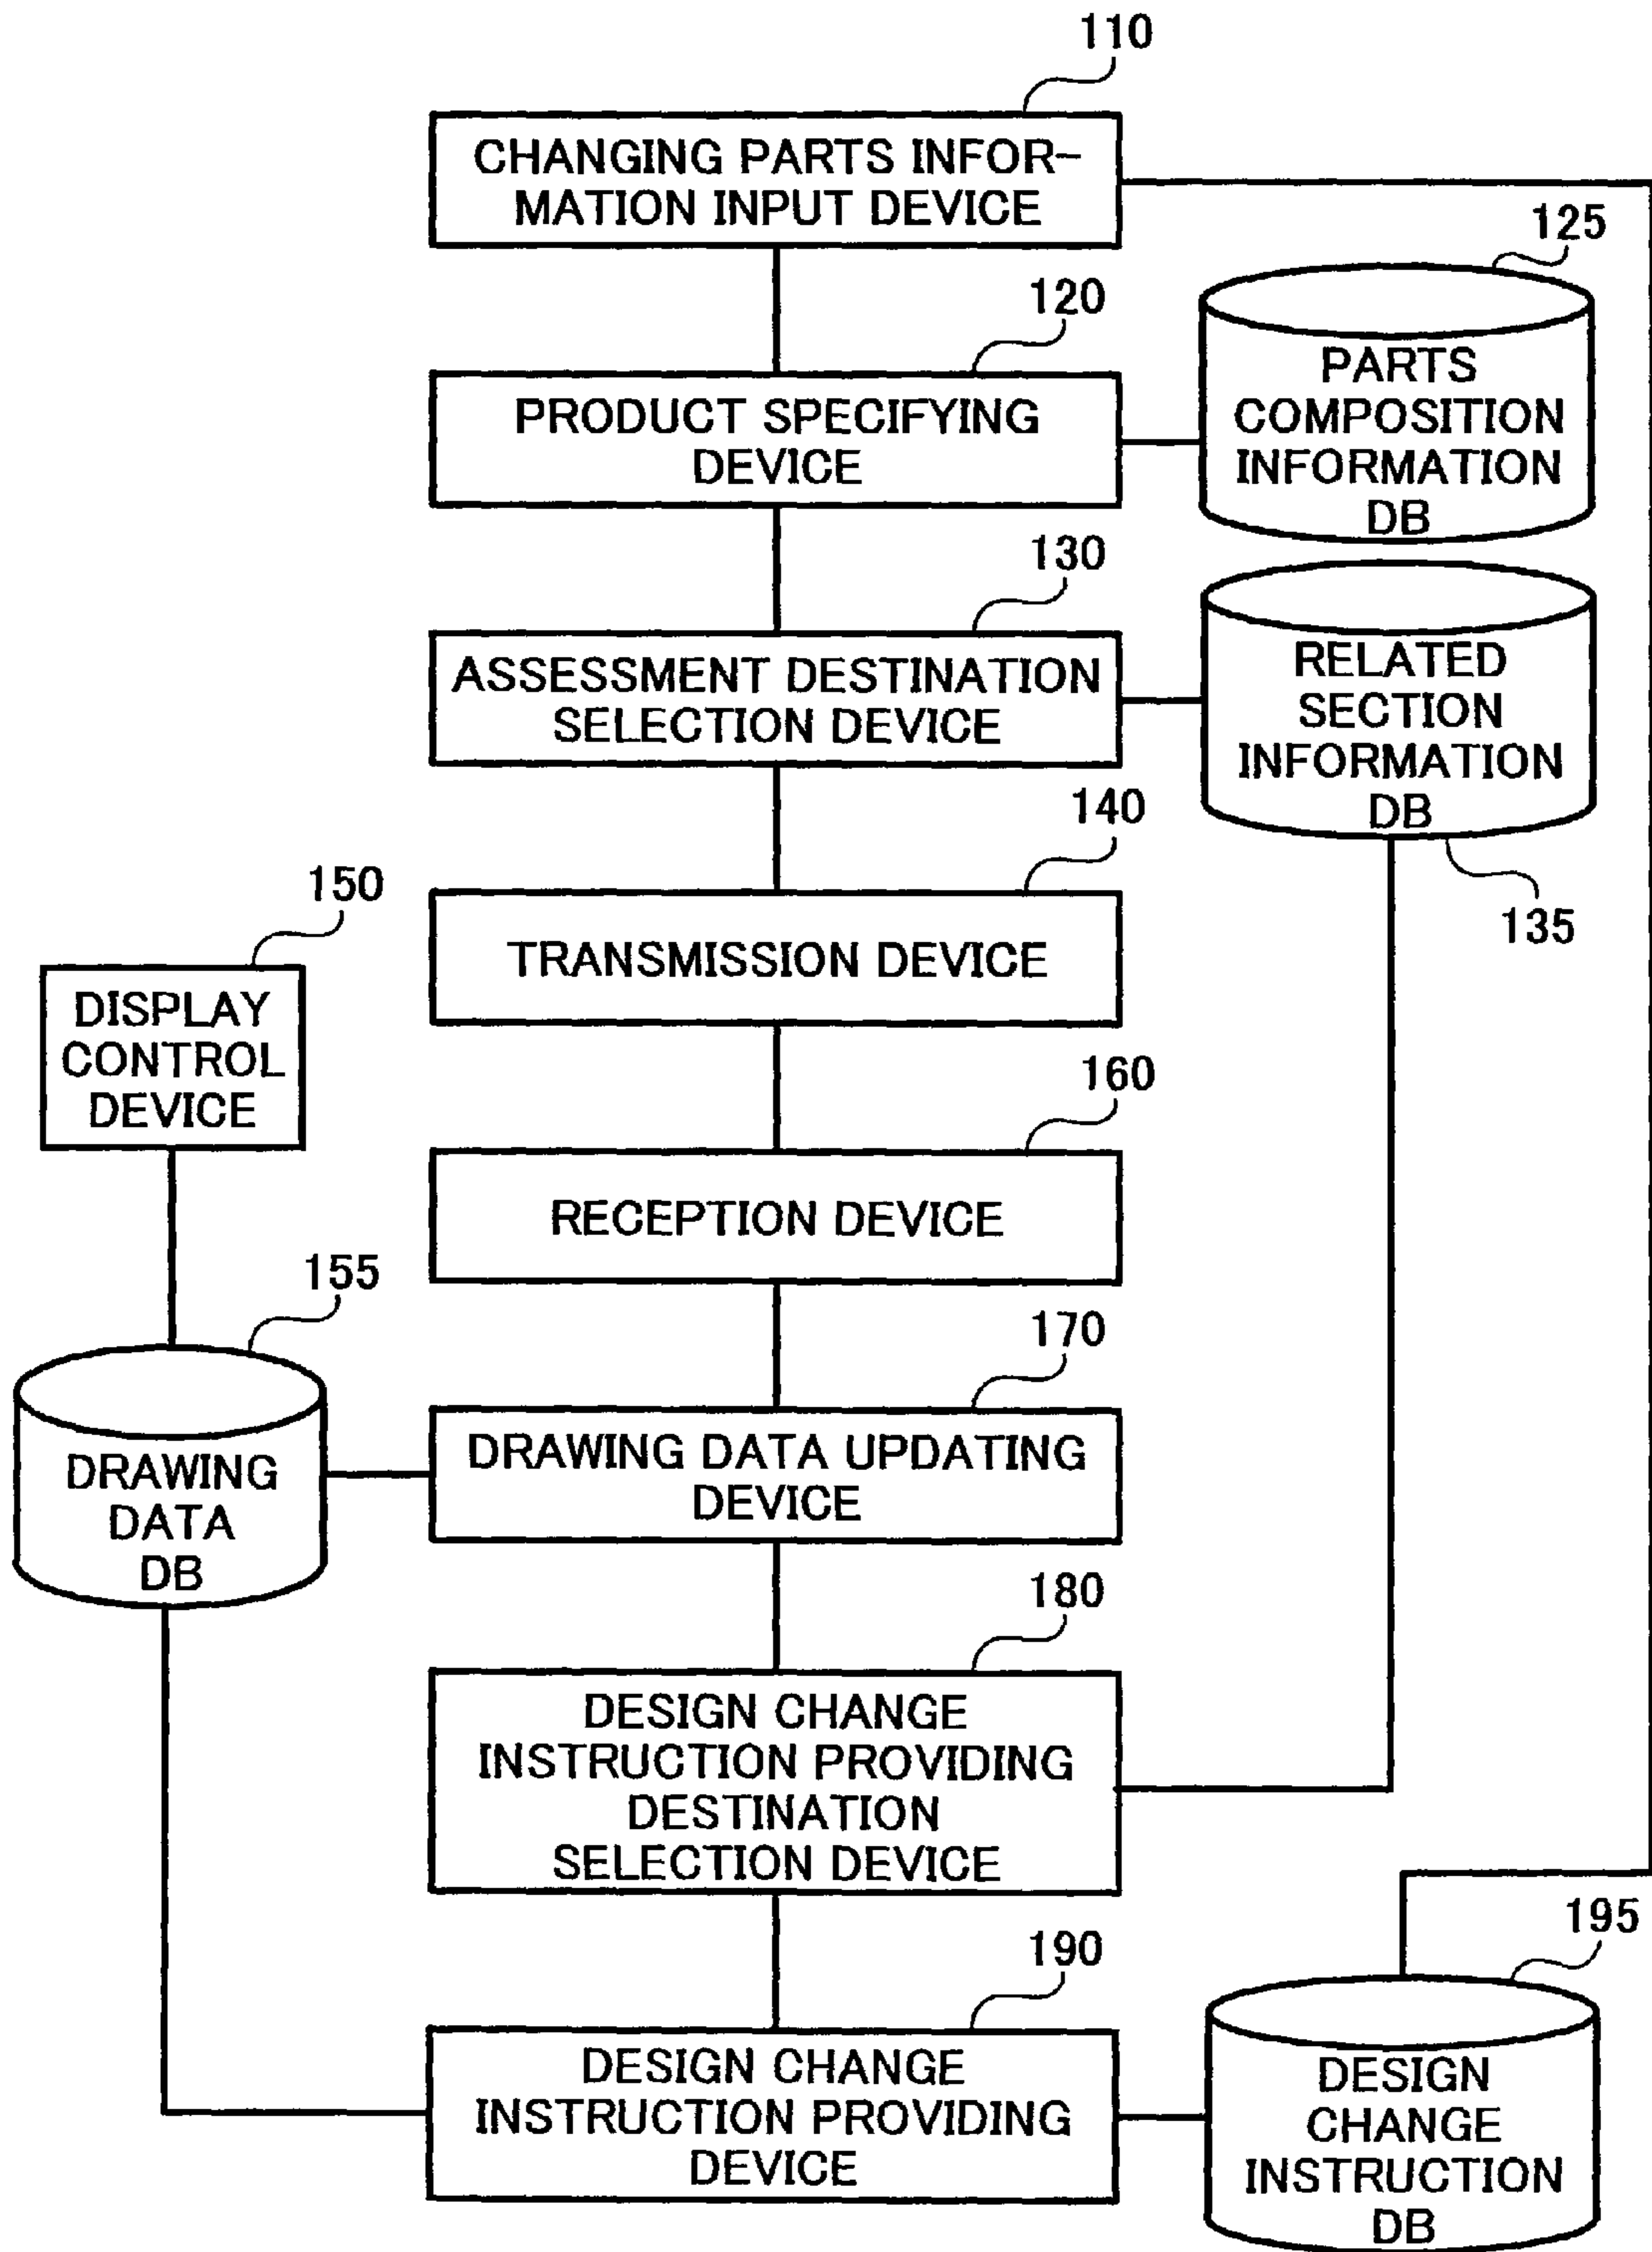 110
CHANGING PARTS INFOR-
MATION INPUT DEVICE
125
PARTS
COMPOSITION
INFORMATION
DB
120
PRODUCT SPECIFYING
DEVICE
130
ASSESSMENT DESTINATION
SELECTION DEVICE
RELATED
SECTION
INFORMATION
DB
135
140
TRANSMISSION DEVICE
150
DISPLAY
CONTROL
DEVICE
160
RECEPTION DEVICE
155
DRAWING
DATA
DB
170
DRAWING DATA UPDATING
DEVICE
180
DESIGN CHANGE
INSTRUCTION PROVIDING
DESTINATION
SELECTION DEVICE
190
DESIGN CHANGE
INSTRUCTION PROVIDING
DEVICE
195
DESIGN
CHANGE
INSTRUCTION
DB